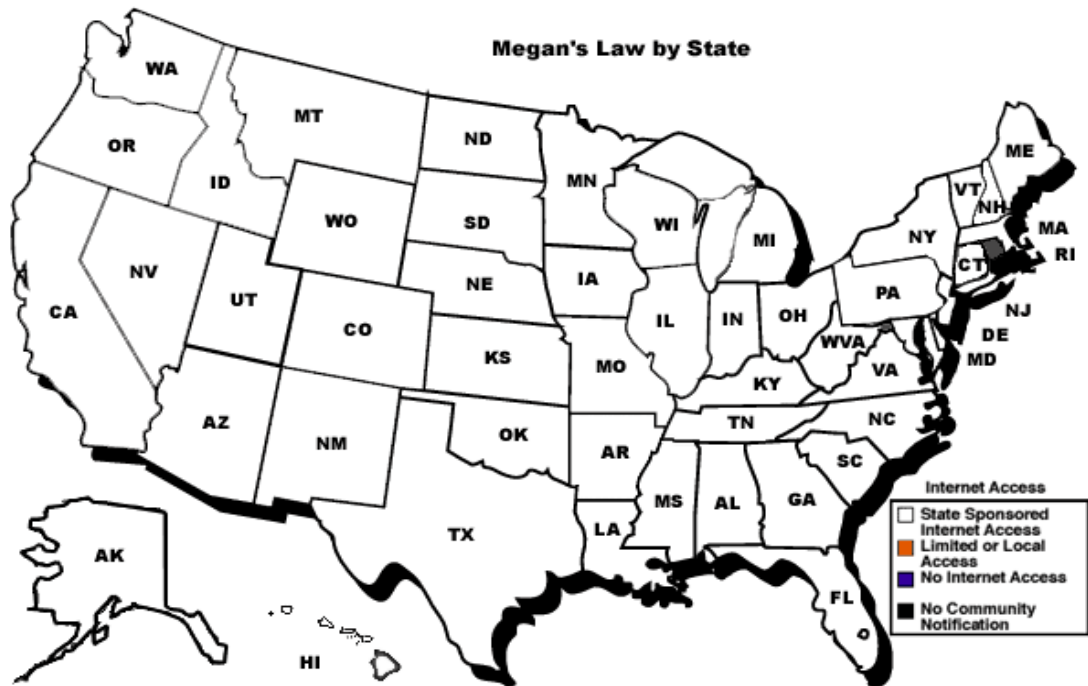 Megan's Law by State
WA
MT
ND
OR
ID
MN
ME
VT
NH
WO
SD
WI
MI
NY
MA
RI
CT
NV
NE
IA
PA
NJ
CA
UT
CO
IL
IN
OH
DE
MD
WVA
VA
KS
MO
KY
AZ
NM
OK
AR
TN
NC
SC
MS
AL
GA
TX
LA
AK
FL
HI
Internet Access
State Sponsored
Internet Access
Limited or Local
Access
No Internet Access
No Community
Notification